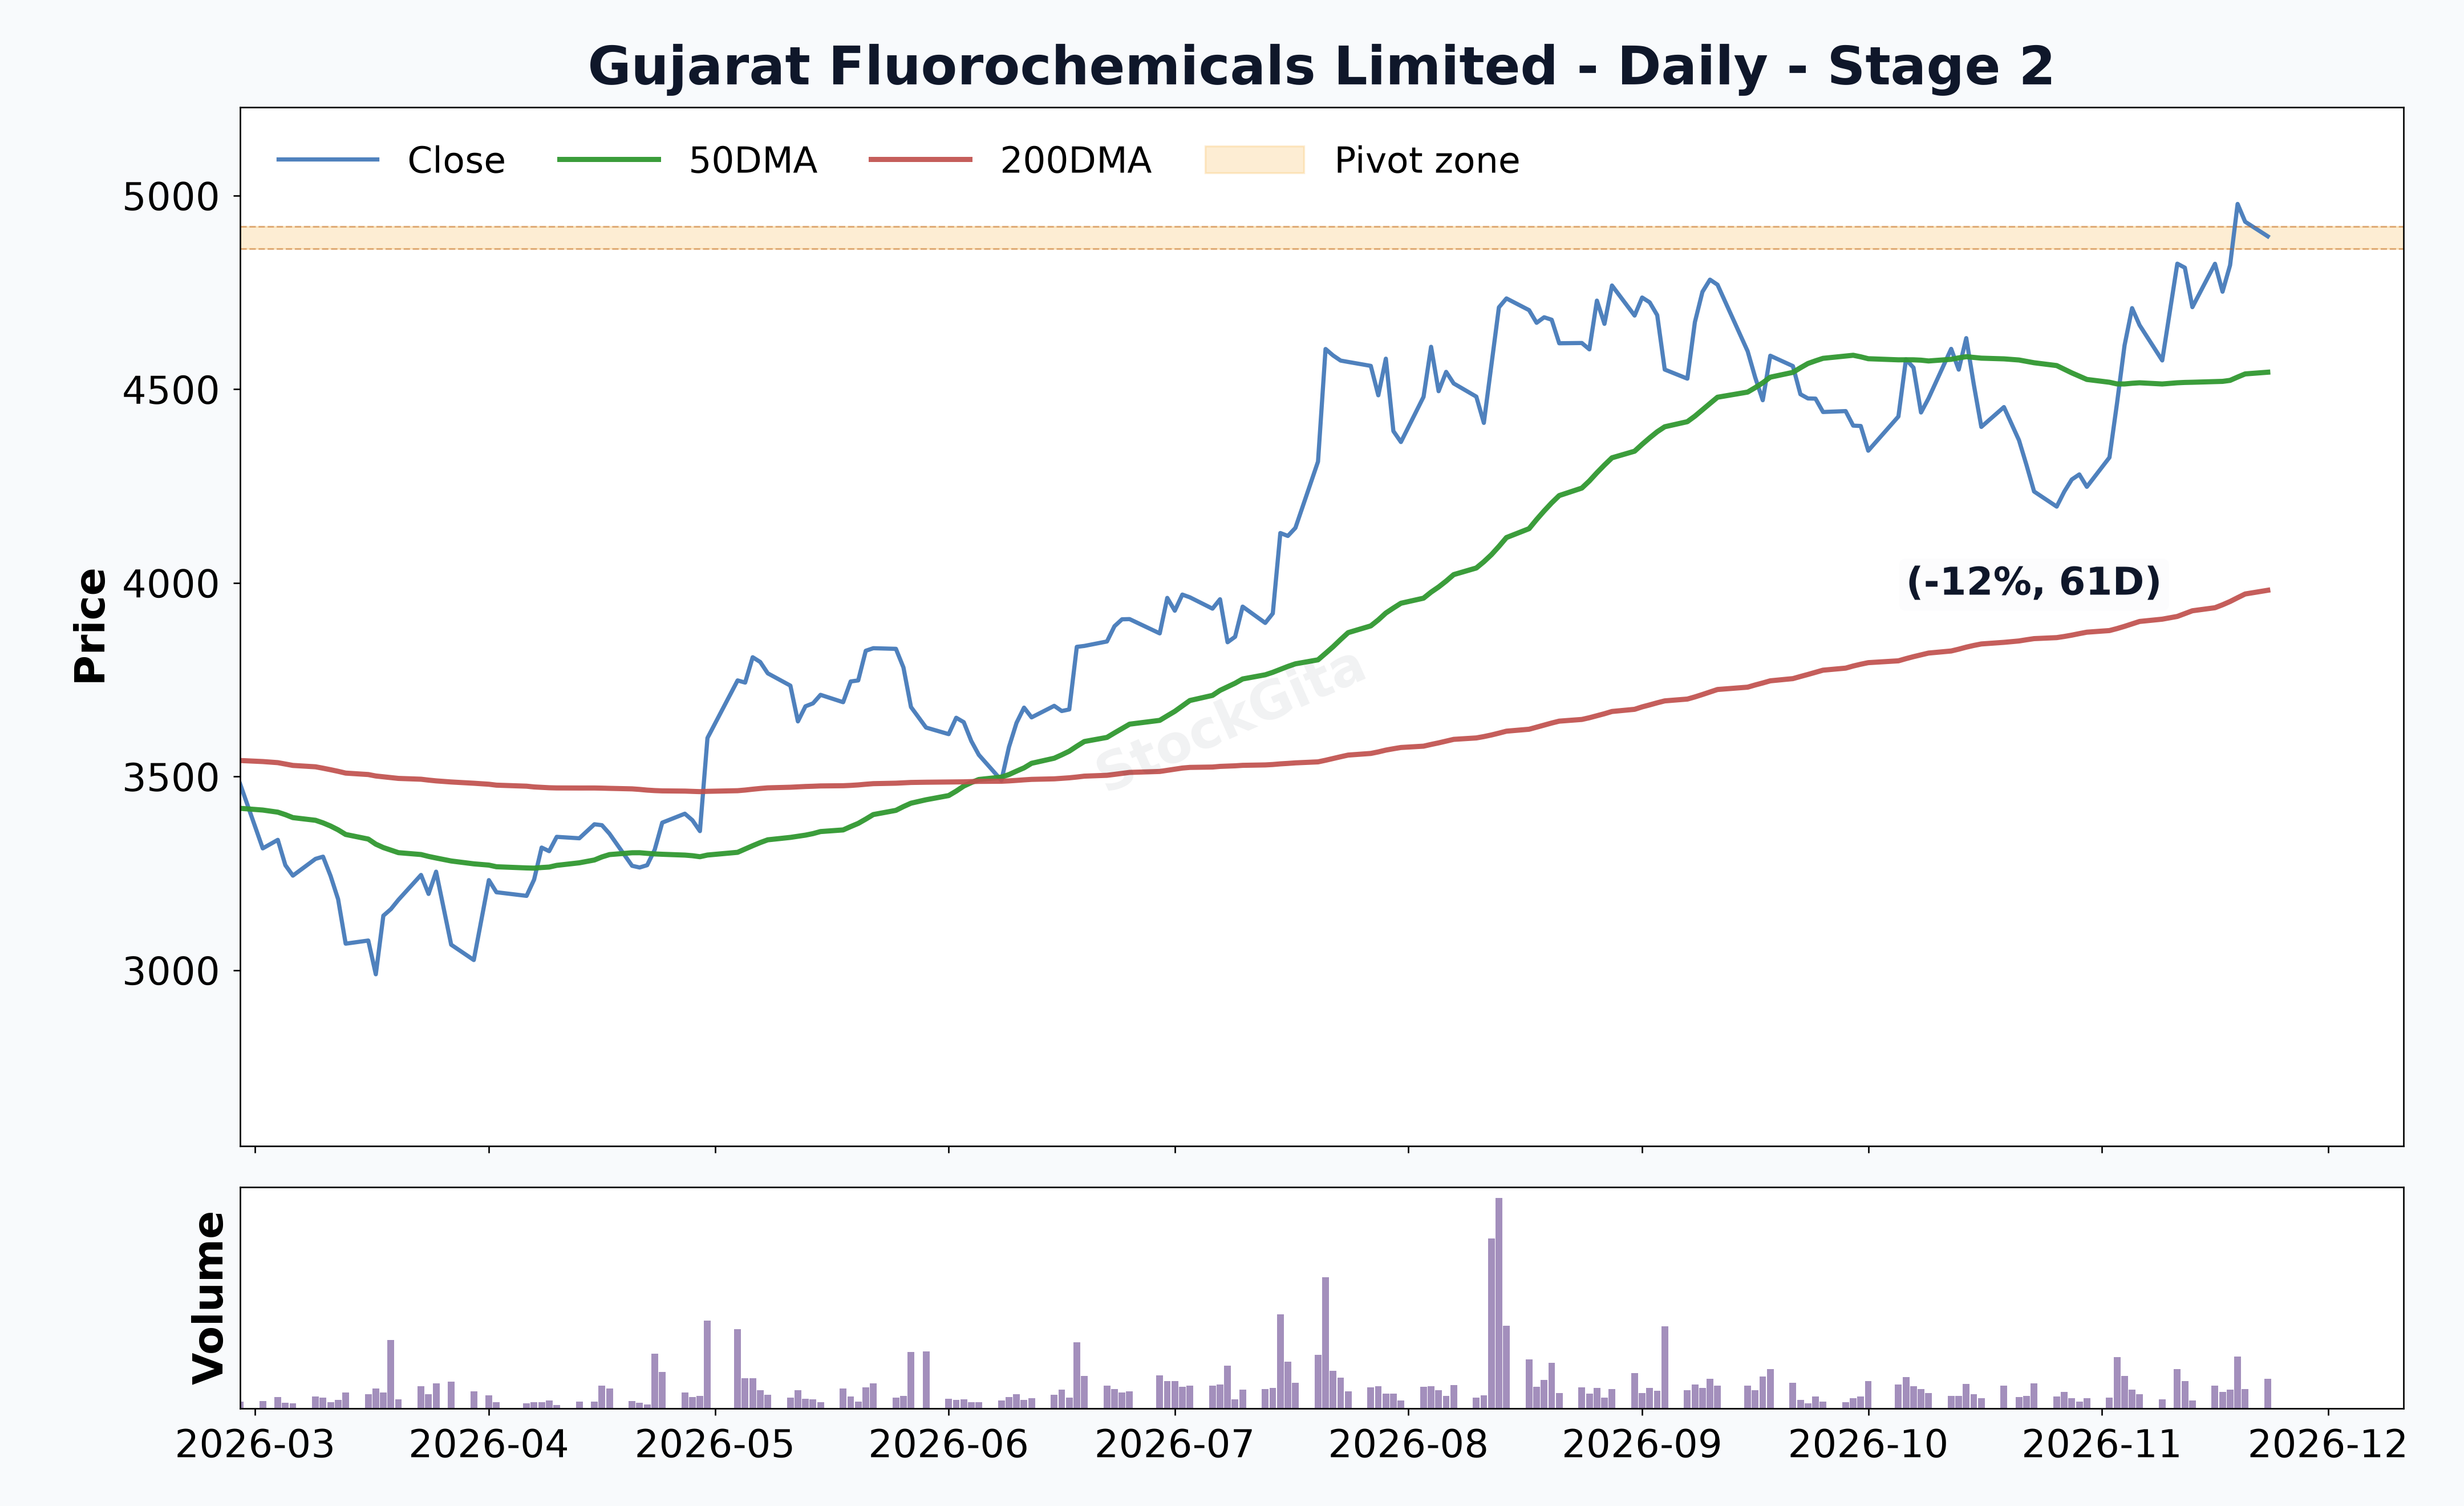 Gujarat Fluorochemicals Limited - Daily - Stage 2
Close 50DMA 200DMA Pivot zone
Price
5000
4500
4000
3500
3000
(-12%, 61D)
StockGita
Volume
2026-03 2026-04 2026-05 2026-06 2026-07 2026-08 2026-09 2026-10 2026-11 2026-12